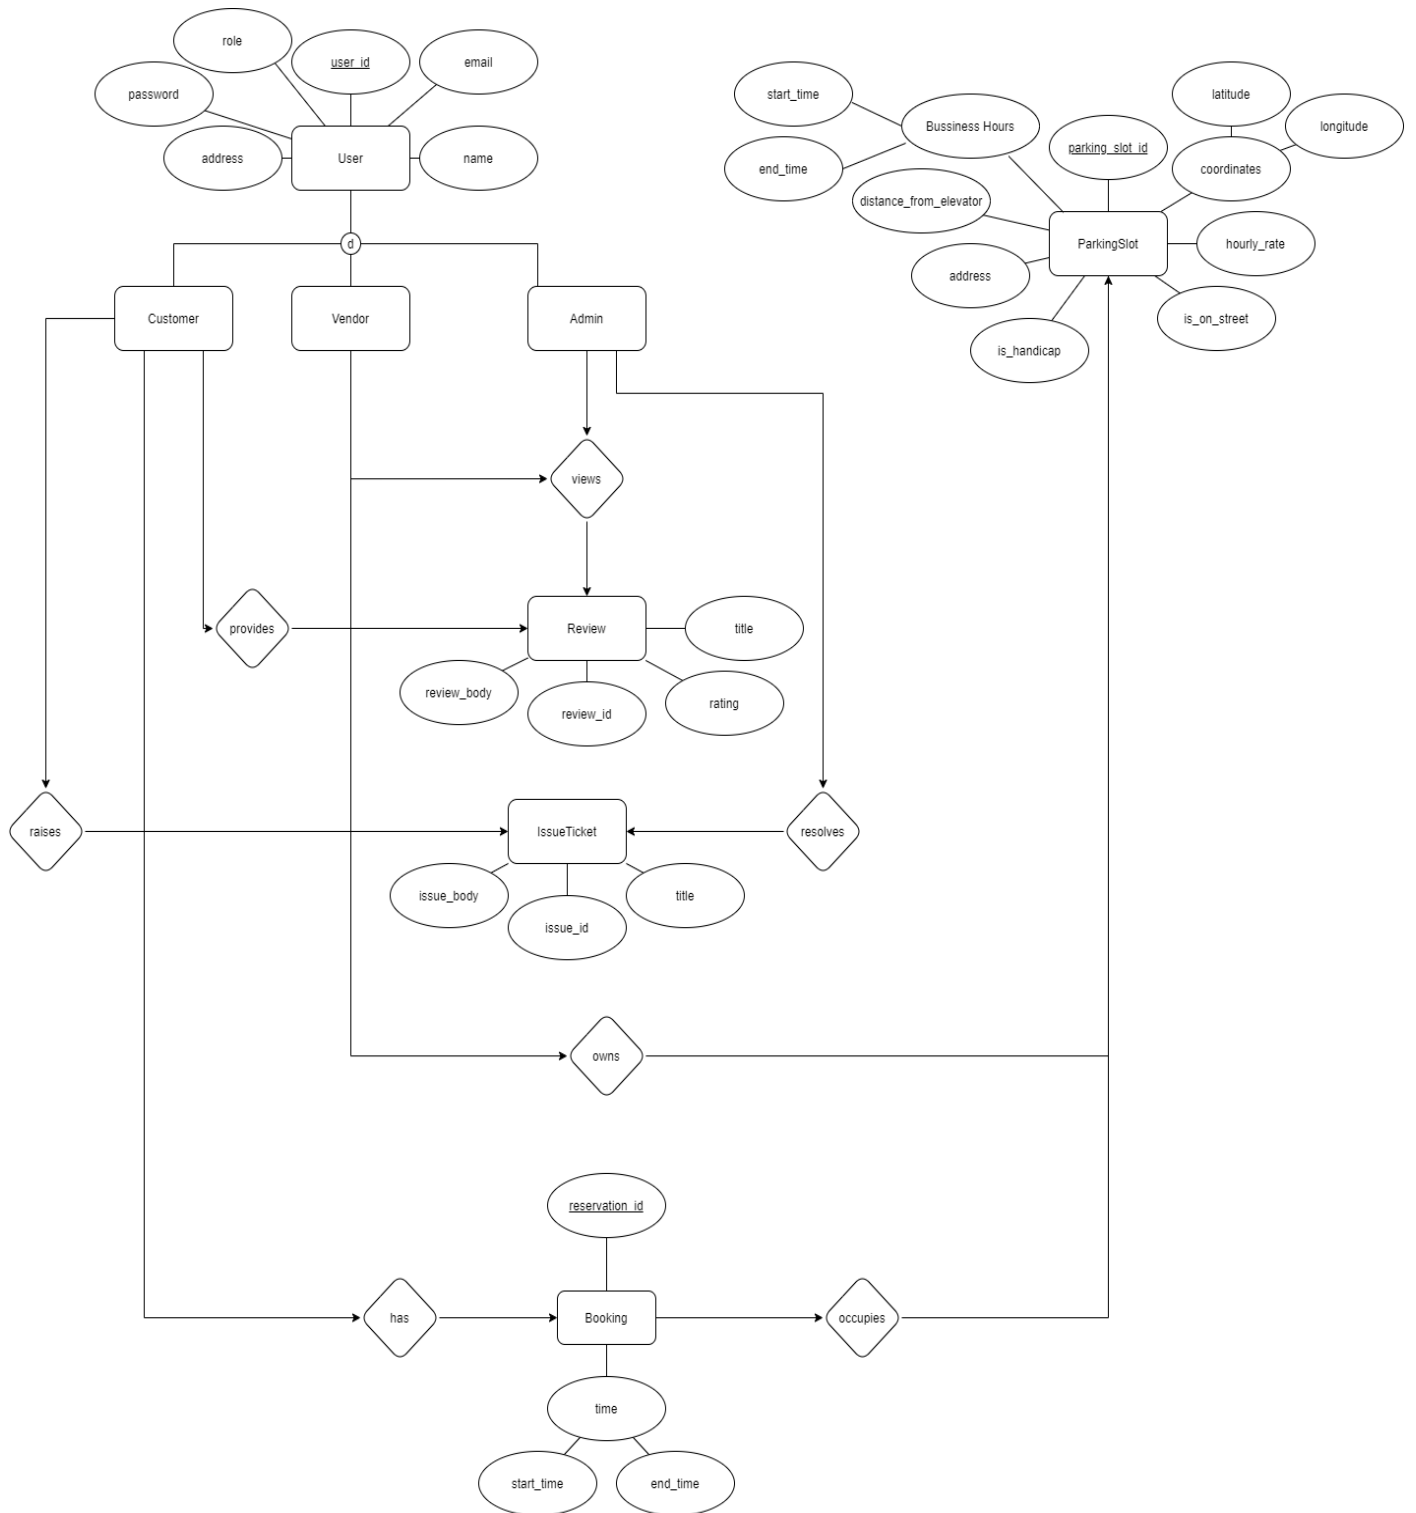 role
user_id
email
password
address
User
name
start_time
Bussiness Hours
end_time
parking_slot_id
latitude
longitude
coordinates
distance_from_elevator
ParkingSlot
hourly_rate
address
is_on_street
is_handicap
d
Customer
Vendor
Admin
views
provides
Review
title
review_body
review_id
rating
raises
IssueTicket
resolves
issue_body
issue_id
title
owns
reservation_id
has
Booking
occupies
time
start_time
end_time